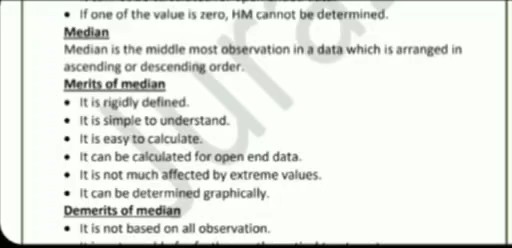 • If one of the value is zero, HM cannot be determined.
Median
Median is the middle most observation in a data which is arranged in
ascending or descending order.
Merits of median
• It is rigidly defined.
• It is simple to understand.
• It is easy to calculate.
• It can be calculated for open end data.
• It is not much affected by extreme values.
• It can be determined graphically.
Demerits of median
• It is not based on all observation.